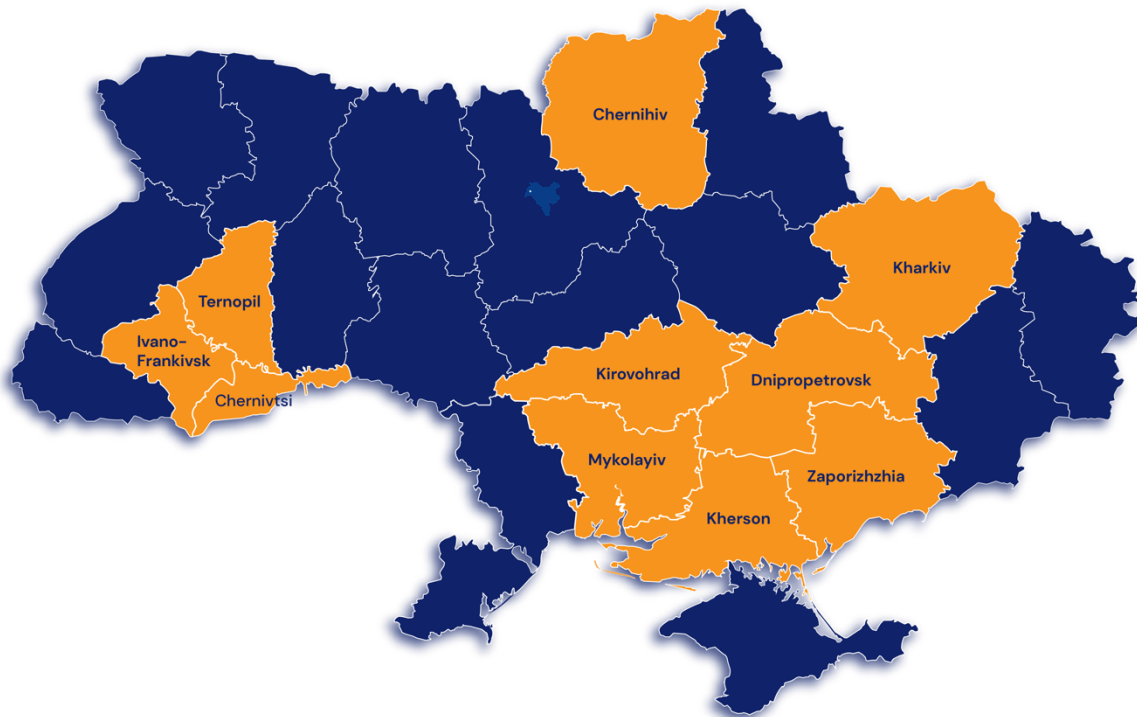 Chernihiv
Kharkiv
Ternopil
Ivano-
Frankivsk
Kirovohrad
Dnipropetrovsk
Chernivtsi
Mykolayiv
Zaporizhzhia
Kherson